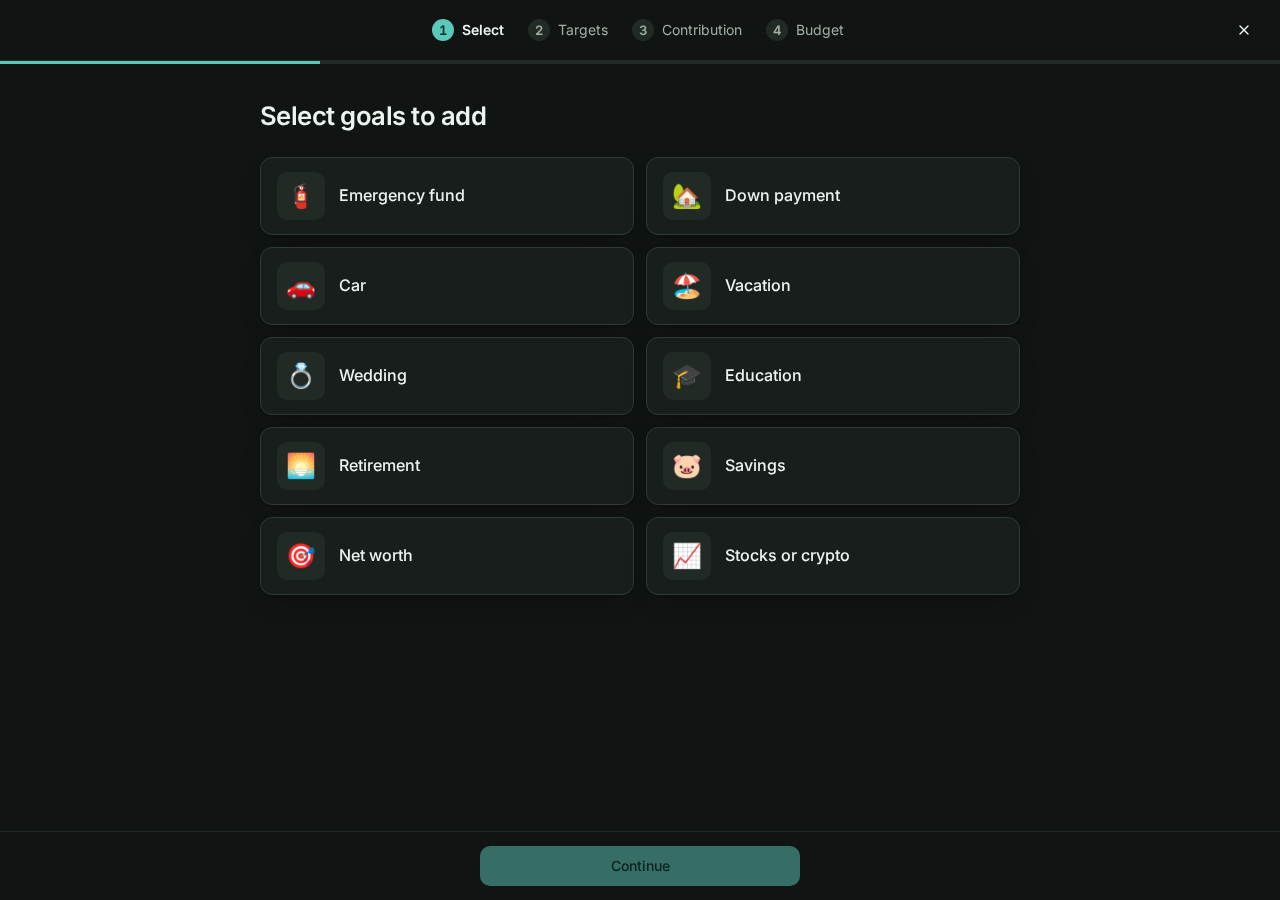 1 Select 2 Targets 3 Contribution 4 Budget
Select goals to add
Emergency fund
Down payment
Car
Vacation
Wedding
Education
Retirement
Savings
Net worth
Stocks or crypto
Continue